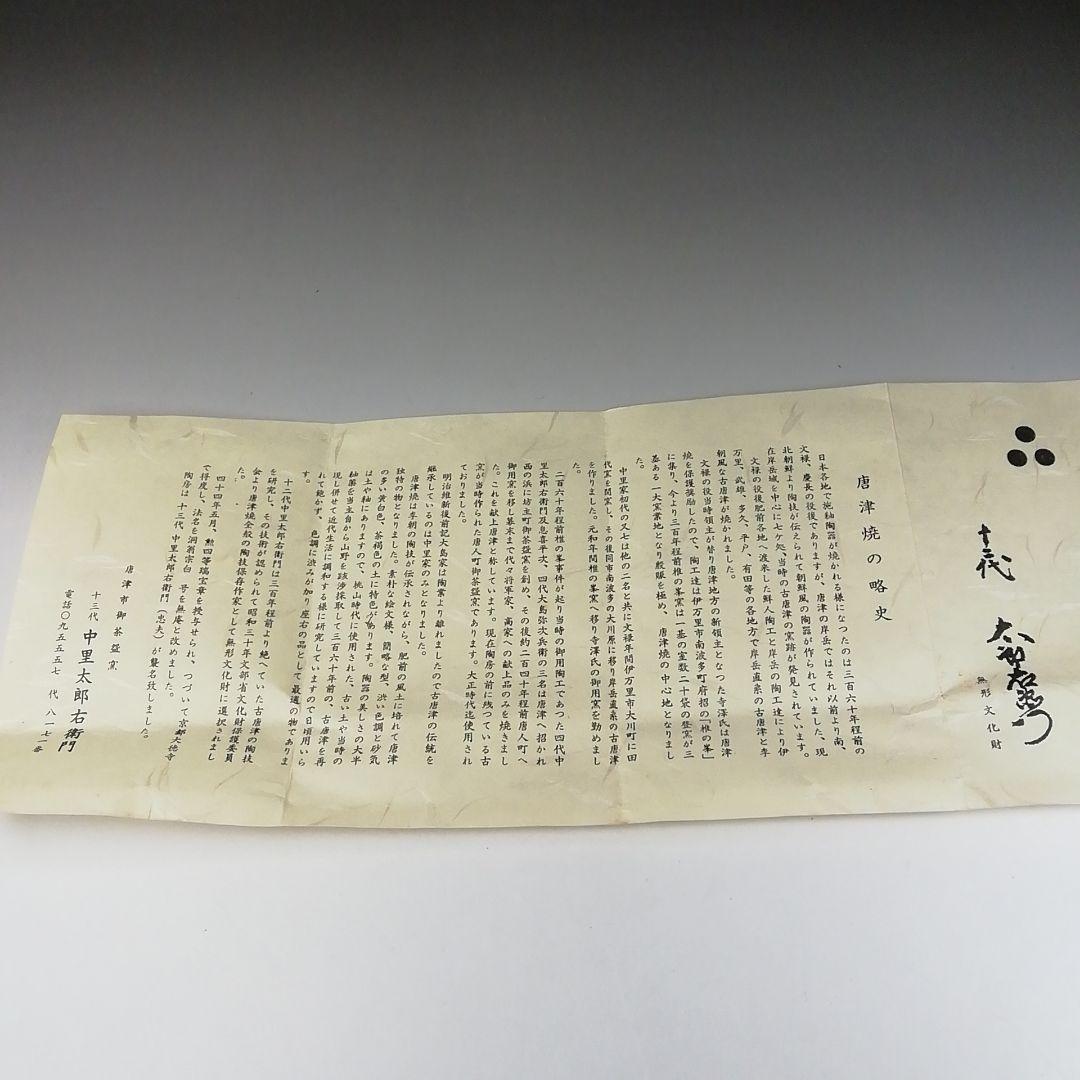 十三代 太郎右衛門
無形文化財
唐津焼の略史
日本各地で施釉陶器が焼かれる様になつたのは三百六十年程前の
文禄、慶長の役後でありますが、唐津の岸岳ではそれ以前より南、
北朝鮮より陶技が伝えられて朝鮮風の陶器が作られていました、現
在岸岳城を中心に七ケ処、当時の古唐津の窯跡が発見されています。
文禄の役後肥前各地へ渡来した鮮人陶工と岸岳の陶工達により伊
万里、武雄、多久、平戸、有田等の各地方で岸岳直系の古唐津と李
朝風な古唐津が焼かれました。
文禄の役当時領主が替り唐津地方の新領主となつた寺澤氏は唐津
焼を保護奨励したので、陶工達は伊万里市南波多町府招の「椎の峯」
に集り、今より三百年程前椎の峯窯は一基の室数二十袋の登窯が三
基ある一大窯業地となり殷賑を極め、唐津焼の中心地となりまし
た。
中里家初代の又七は他の二名と共に文禄年間伊万里市大川町に田
代窯を開窯し、その後同市南波多の大川原に移り岸岳直系の古唐津
を作りました。元和年間椎の峯窯へ移り寺澤氏の御用窯を勤めまし
た。
二百六十年程前椎の峯事件が起り当時の御用陶工であつた四代中
里太郎右衛門及息喜平次、四代大島弥次兵衛の三名は唐津へ招かれ
西の浜に坊主町御茶盌窯を創め、その後約二百四十年程前唐人町へ
御用窯を移し幕末まで代々将軍家、高家への献上品のみを焼きまし
た。これを献上唐津と称しています。現在陶房の前に残つている古
窯が当時作られた唐人町御茶盌窯であります。大正時代迄使用され
ておりました。
明治維新後前記大島家は陶業より離れましたので古唐津の伝統を
継承しているのは中里家のみとなりました。
唐津焼は李朝の陶技が伝承されながら、肥前の風土に培れて唐津
独特の物となりました。素朴な絵文様、簡略な型、渋い色調と砂気
の多い黄白色、茶褐色の土に特色があります。陶器の美しさの大半
は土や釉にありますので、桃山時代に使用された、古い土や当時の
釉薬を当主自から山野を跋渉採取して三百六十年前の、古唐津を再
現し併せて近代生活に調和する様に研究していますので日頃用いら
れて飽かず、色調に渋みが加り座右の品として最適の物でありま
す。
十二代中里太郎右衛門は三百年程前より絶へていた古唐津の陶技
を研究し、その技術が認められて昭和三十年文部省文化財保護委員
会より唐津焼全般の陶技保存作家として無形文化財に選択されまし
た。
四十四年五月、勲四等瑞宝章を授与せられ、つづいて京都大徳寺
で得度し、法名を洞翁宗白 号を無庵と改めました。
陶房は十三代 中里太郎右衛門(忠夫)が襲名致しました。
唐津市御茶盌窯
十三代 中里太郎右衛門
電話〇九五五五七 代 八一七一番